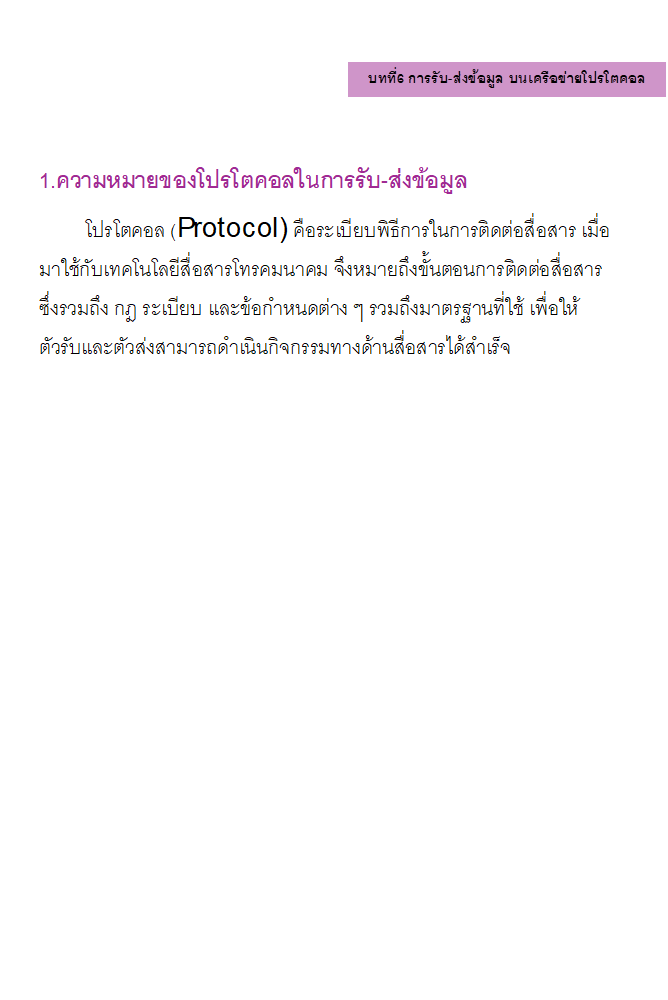 บทที่6 การรับ-ส่งข้อมูล บนเครือข่ายโปรโตคอล
1.ความหมายของโปรโตคอลในการรับ-ส่งข้อมูล
โปรโตคอล (Protocol) คือระเบียบพิธีการในการติดต่อสื่อสาร เมื่อ
มาใช้กับเทคโนโลยีสื่อสารโทรคมนาคม จึงหมายถึงขั้นตอนการติดต่อสื่อสาร
ซึ่งรวมถึง กฎ ระเบียบ และข้อกำหนดต่าง ๆ รวมถึงมาตรฐานที่ใช้ เพื่อให้
ตัวรับและตัวส่งสามารถดำเนินกิจกรรมทางด้านสื่อสารได้สำเร็จ